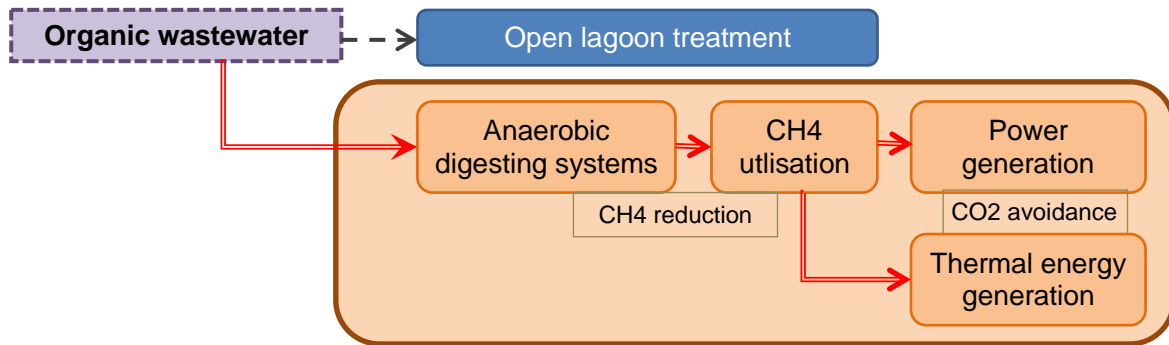 Organic wastewater
Open lagoon treatment
Anaerobic
digesting systems
CH4
utlisation
Power
generation
CH4 reduction
CO2 avoidance
Thermal energy
generation